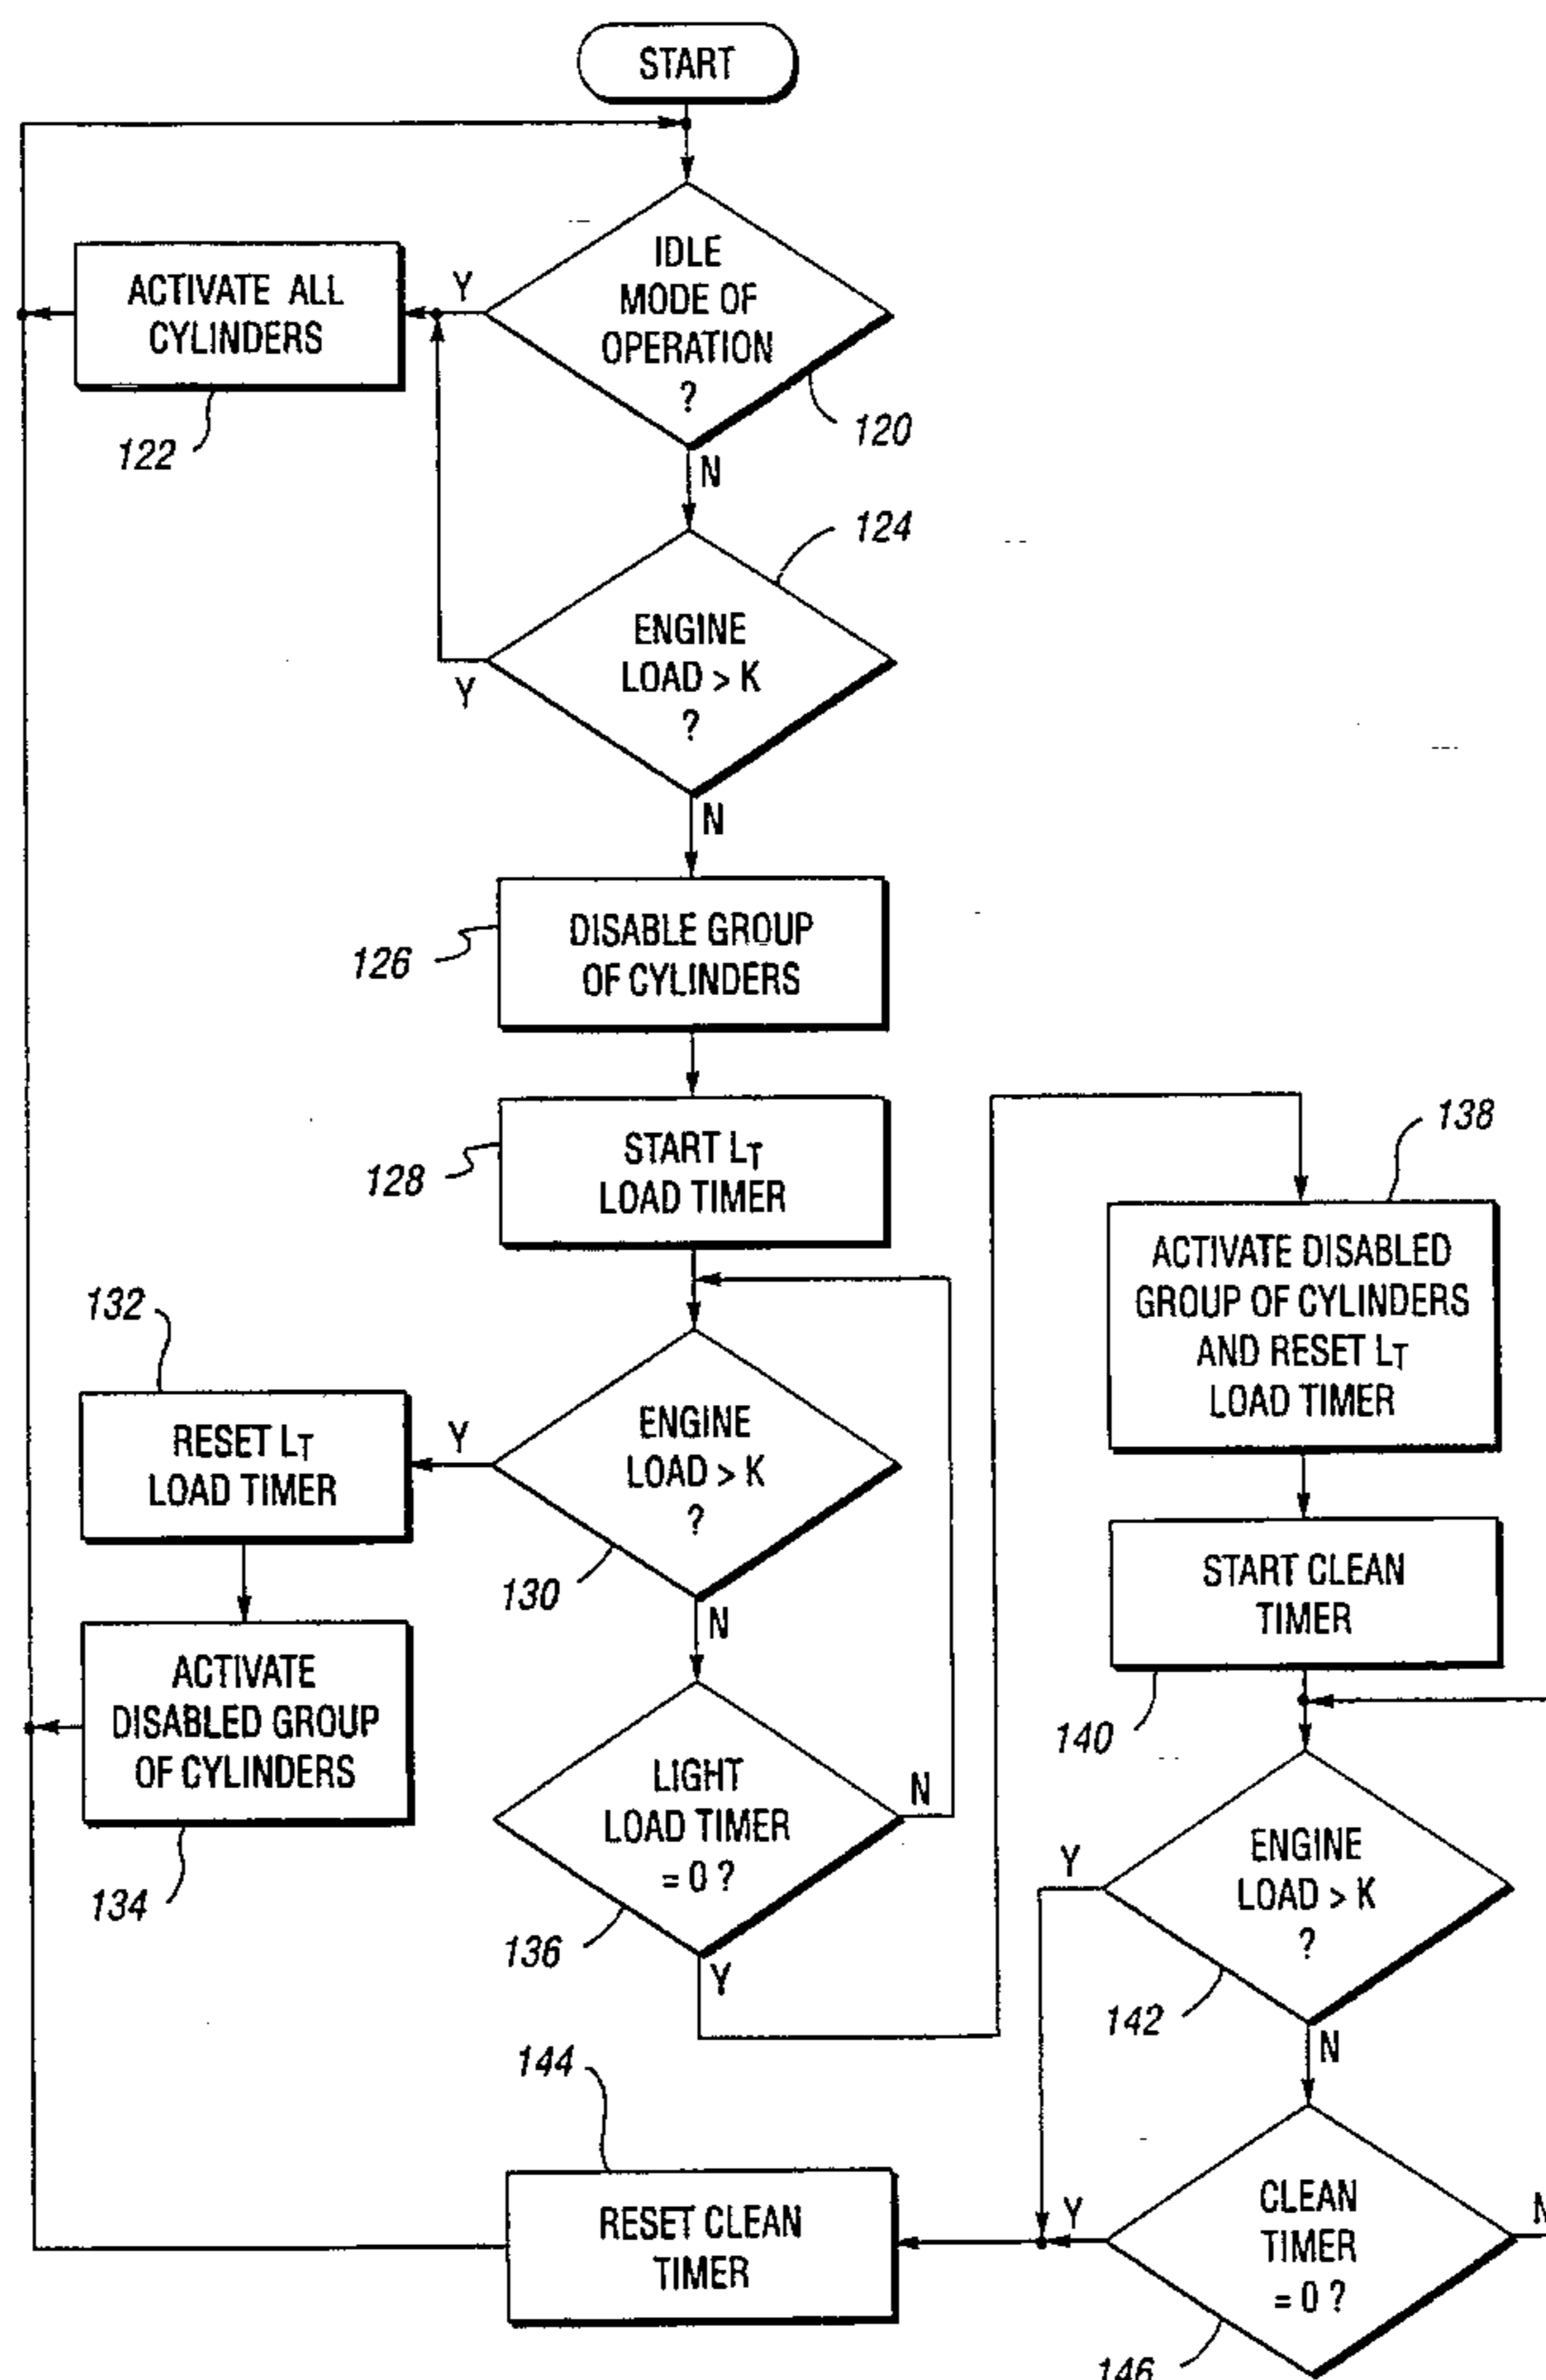 START
IDLE
MODE OF
OPERATION
?
120
Y
ACTIVATE ALL
CYLINDERS
122
N
124
ENGINE
LOAD > K
?
Y
N
DISABLE GROUP
OF CYLINDERS
126
START LT
LOAD TIMER
128
ENGINE
LOAD > K
?
130
Y
132
RESET LT
LOAD TIMER
ACTIVATE
DISABLED GROUP
OF CYLINDERS
134
N
LIGHT
LOAD TIMER
= 0 ?
136
N
Y
138
ACTIVATE DISABLED
GROUP OF CYLINDERS
AND RESET LT
LOAD TIMER
START CLEAN
TIMER
140
ENGINE
LOAD > K
?
142
Y
N
CLEAN
TIMER
= 0 ?
146
Y
N
144
RESET CLEAN
TIMER